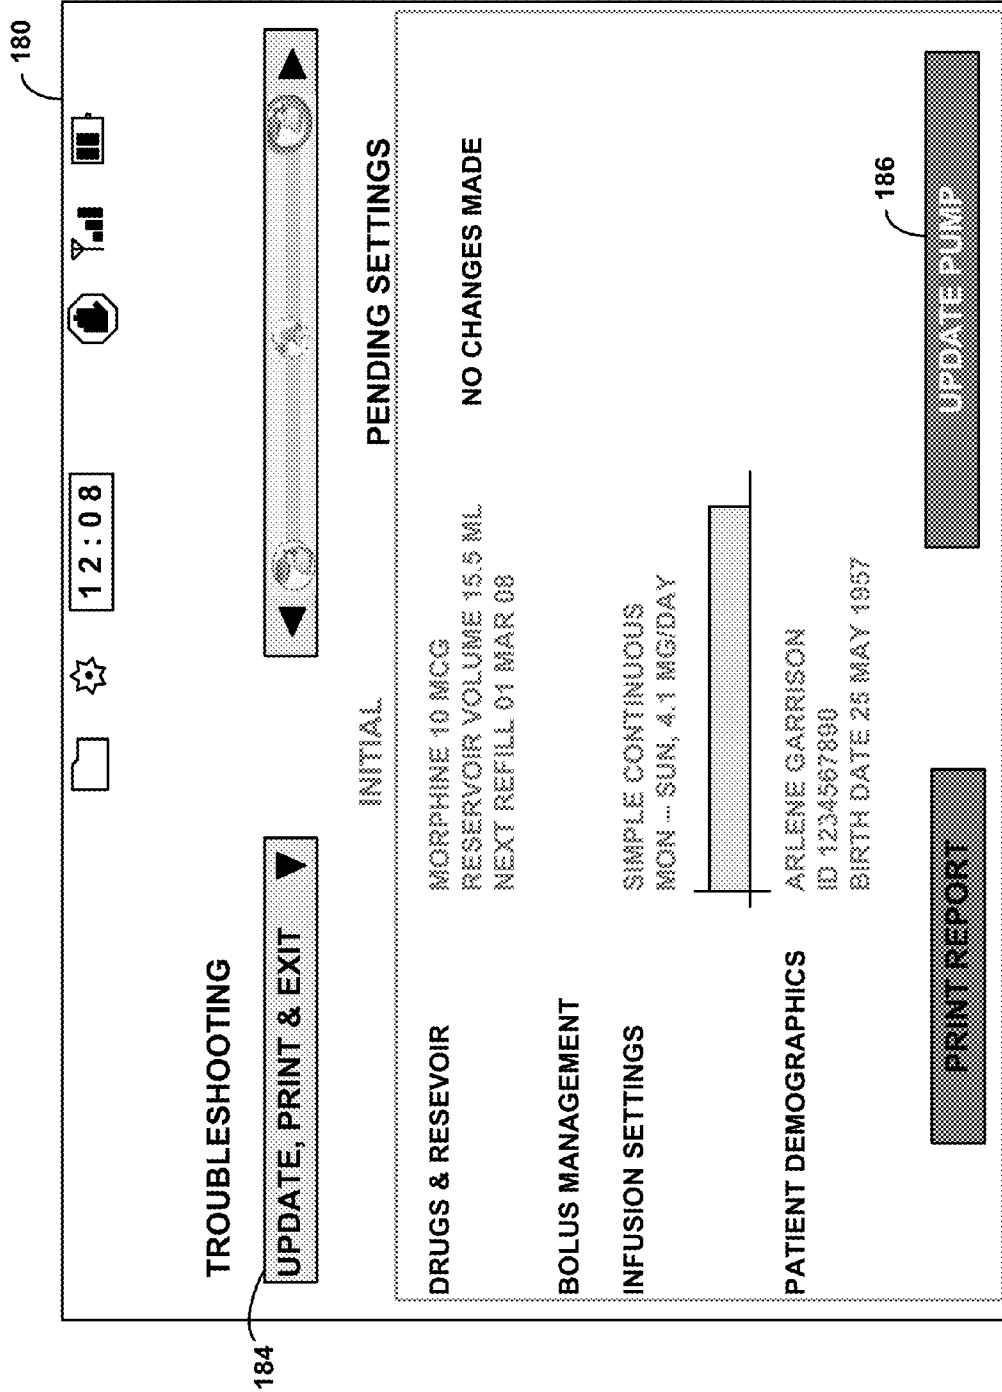 180
12:08
TROUBLESHOOTING
184
UPDATE, PRINT & EXIT
INITIAL
PENDING SETTINGS
DRUGS & RESEVOIR
MORPHINE 10 MCG
RESERVOIR VOLUME 15.5 ML
NEXT REFILL 01 MAR 08
NO CHANGES MADE
BOLUS MANAGEMENT
INFUSION SETTINGS
SIMPLE CONTINUOUS
MON -- SUN, 4.1 MG/DAY
PATIENT DEMOGRAPHICS
ARLENE GARRISON
ID 1234567890
BIRTH DATE 25 MAY 1957
186
PRINT REPORT
UPDATE PUMP